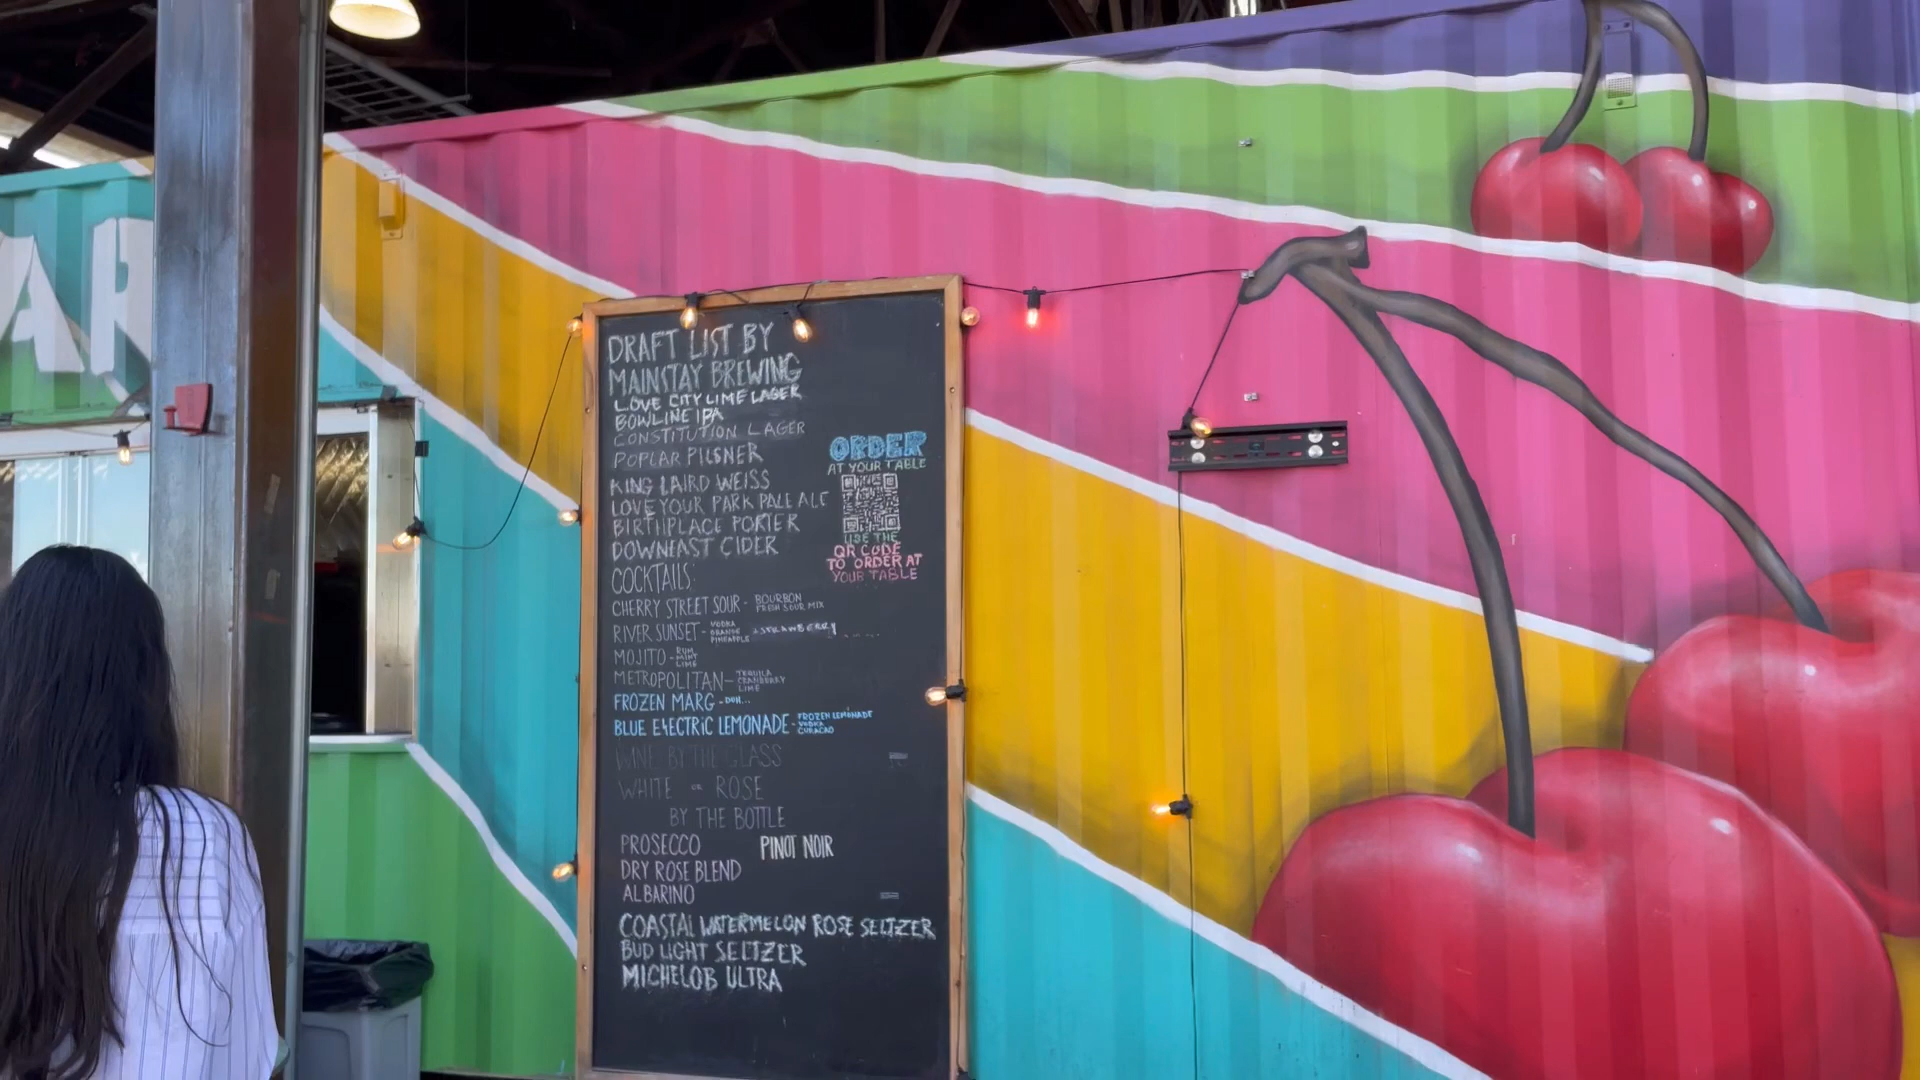 AR
DRAFT LIST BY
MAINSTAY BREWING
LOVE CITY LIME LAGER
BOWLINE IPA
CONSTITUTION LAGER
POPLAR PILSNER
KING LAIRD WEISS
LOVE YOUR PARK PALE ALE
BIRTHPLACE PORTER
DOWNEAST CIDER
ORDER
AT YOUR TABLE
USE THE
QR CODE
TO ORDER AT
YOUR TABLE
COCKTAILS:
CHERRY STREET SOUR - BOURBON
FRESH SOUR MIX
RIVER SUNSET - VODKA
ORANGE
PINEAPPLE
+STRAWBERRY
MOJITO - RUM
MINT
LIME
METROPOLITAN - TEQUILA
CRANBERRY
LIME
FROZEN MARG - DUH...
BLUE ELECTRIC LEMONADE - FROZEN LEMONADE
VODKA
CURACAO
WINE BY THE GLASS
WHITE OR ROSE
BY THE BOTTLE
PROSECCO PINOT NOIR
DRY ROSE BLEND
ALBARINO
COASTAL WATERMELON ROSE SELTZER
BUD LIGHT SELTZER
MICHELOB ULTRA